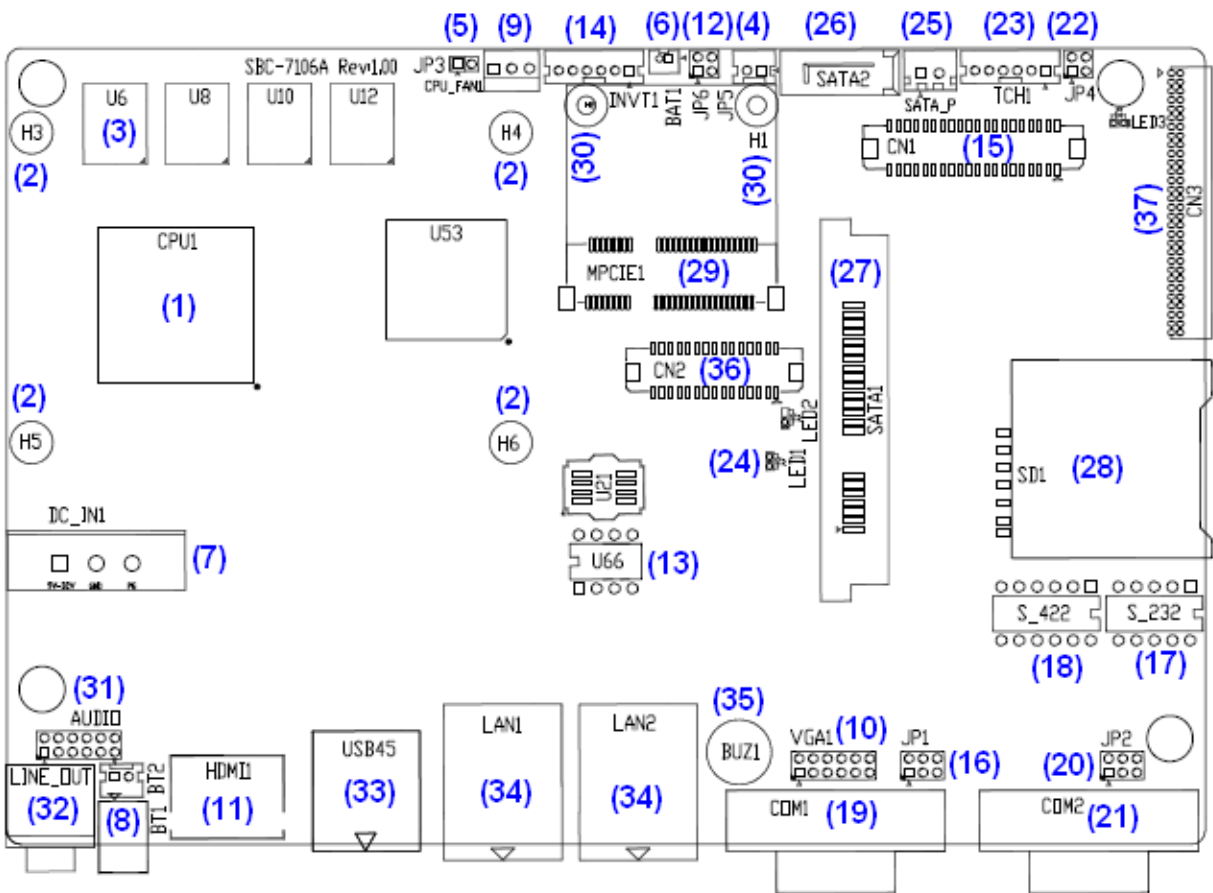 (5) (9) (14) (6) (12) (4) (26) (25) (23) (22)
JP3
CPU_FAN1
SBC-7106A Rev:1.00
INVT1
BAT1
JP6
JP5
SATA2
SATA_P
TCH1
JP4
LED3
U6
U8
U10
U12
(3)
H3
(2)
H4
(2)
(30)
H1
(30)
CN1
(15)
(37)
CN3
CPU1
(1)
U53
MPCIE1
(29)
(27)
SATA1
CN2
(36)
LED2
(24)
LED1
(2)
H5
(2)
H6
U21
U66
(13)
SD1
(28)
DC_IN1
(7)
GND
S_422
S_232
(18)
(17)
(31)
AUDIO
LINE_OUT
(32)
BT2
BT1
(8)
HDMI1
(11)
USB45
(33)
LAN1
(34)
LAN2
(34)
(35)
BUZ1
VGA1
(10)
JP1
(16)
COM1
(19)
JP2
(20)
COM2
(21)